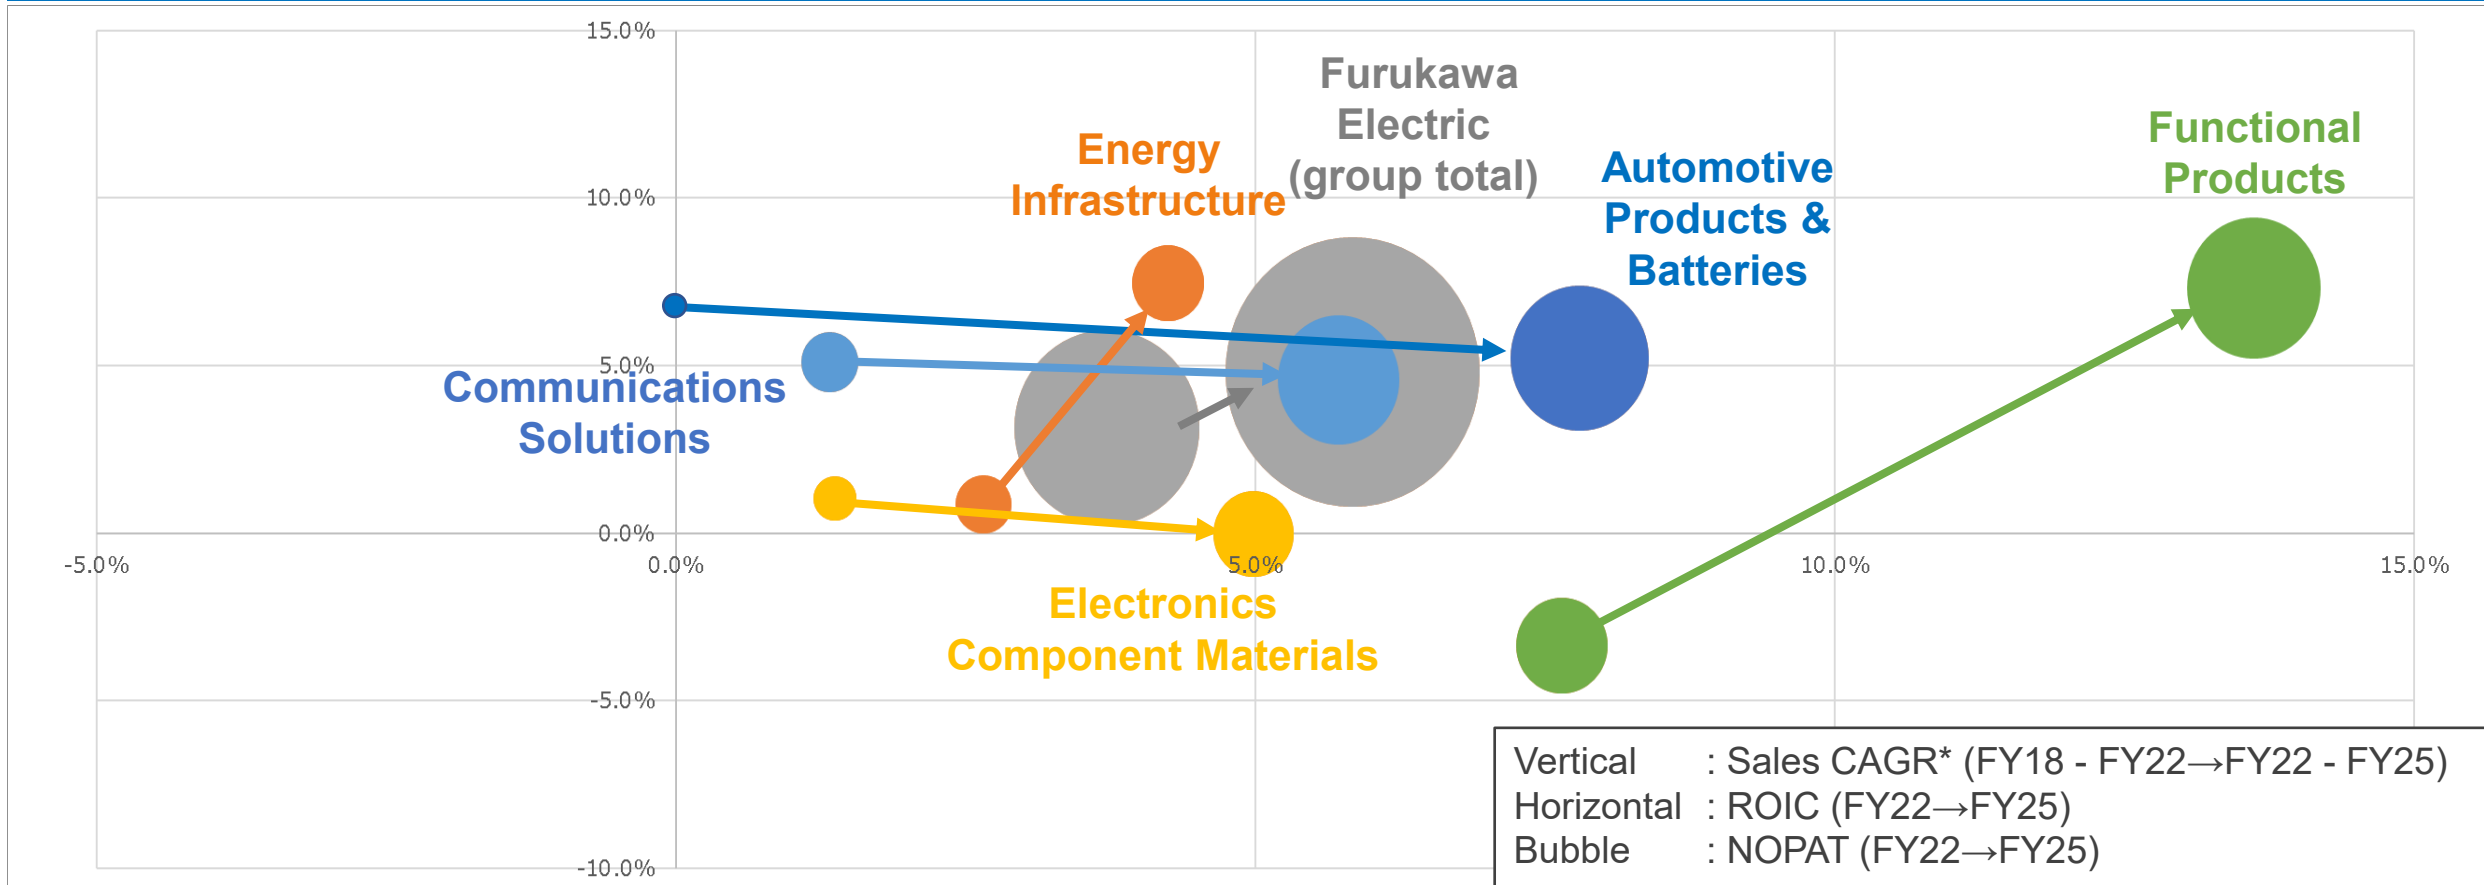 15.0%
Furukawa
Electric
(group total)
Energy
Infrastructure
Automotive
Products &
Batteries
Functional
Products
10.0%
5.0%
Communications
Solutions
0.0%
-5.0%
0.0%
5.0%
10.0%
15.0%
Electronics
Component Materials
-5.0%
Vertical : Sales CAGR* (FY18 - FY22→FY22 - FY25)
Horizontal : ROIC (FY22→FY25)
Bubble : NOPAT (FY22→FY25)
-10.0%